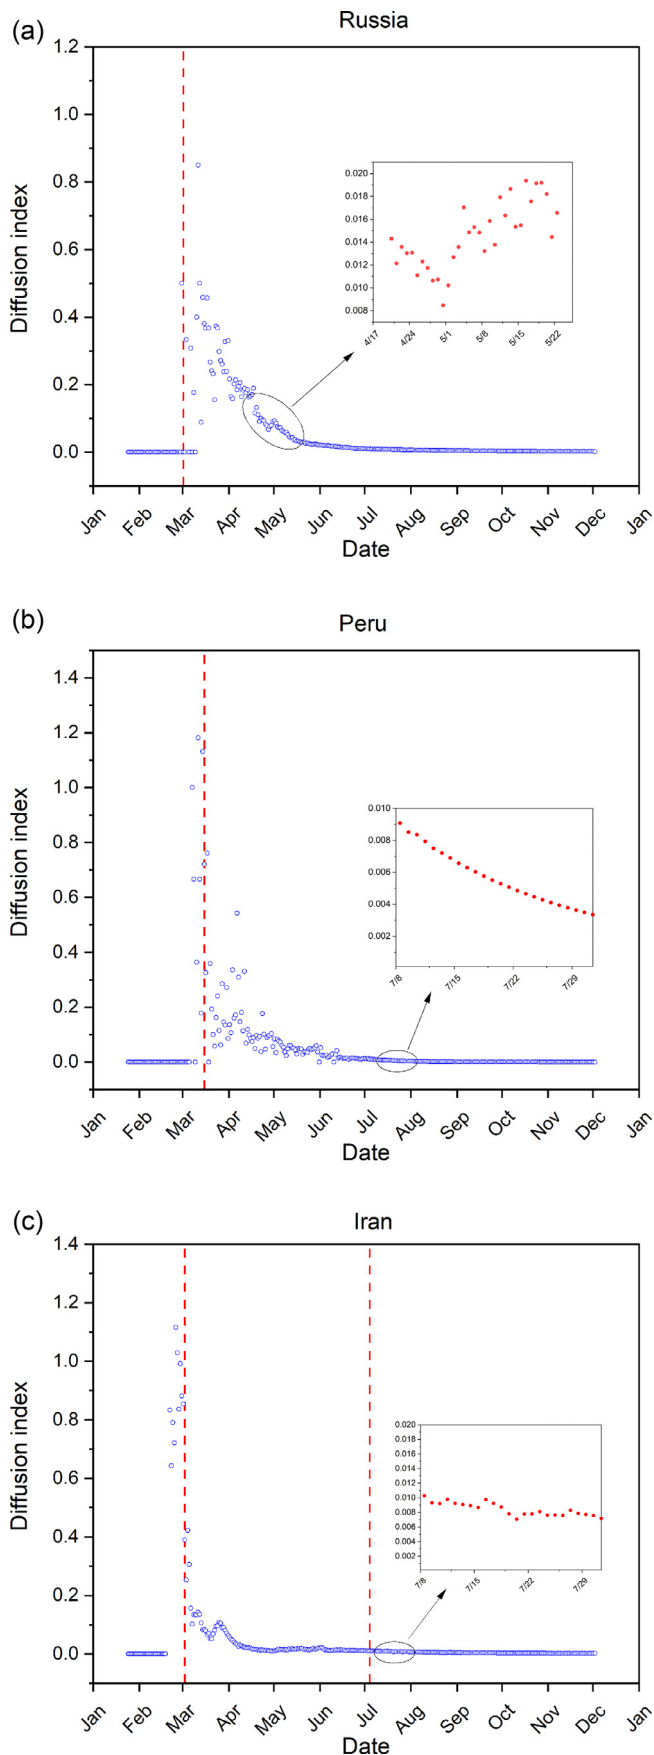 (a)
Russia
1.2
1.0
0.8
0.6
0.4
0.2
0.0
Diffusion index
0.020
0.018
0.016
0.014
0.012
0.010
0.008
4/17
4/24
5/1
5/8
5/15
5/22
Jan
Feb
Mar
Apr
May
Jun
Jul
Aug
Sep
Oct
Nov
Dec
Jan
Date
(b)
Peru
1.4
1.2
1.0
0.8
0.6
0.4
0.2
0.0
Diffusion index
0.010
0.008
0.006
0.004
0.002
7/8
7/15
7/22
7/29
Jan
Feb
Mar
Apr
May
Jun
Jul
Aug
Sep
Oct
Nov
Dec
Jan
Date
(c)
Iran
1.4
1.2
1.0
0.8
0.6
0.4
0.2
0.0
Diffusion index
0.020
0.018
0.016
0.014
0.012
0.010
0.008
0.006
0.004
0.002
7/8
7/15
7/22
7/29
Jan
Feb
Mar
Apr
May
Jun
Jul
Aug
Sep
Oct
Nov
Dec
Jan
Date